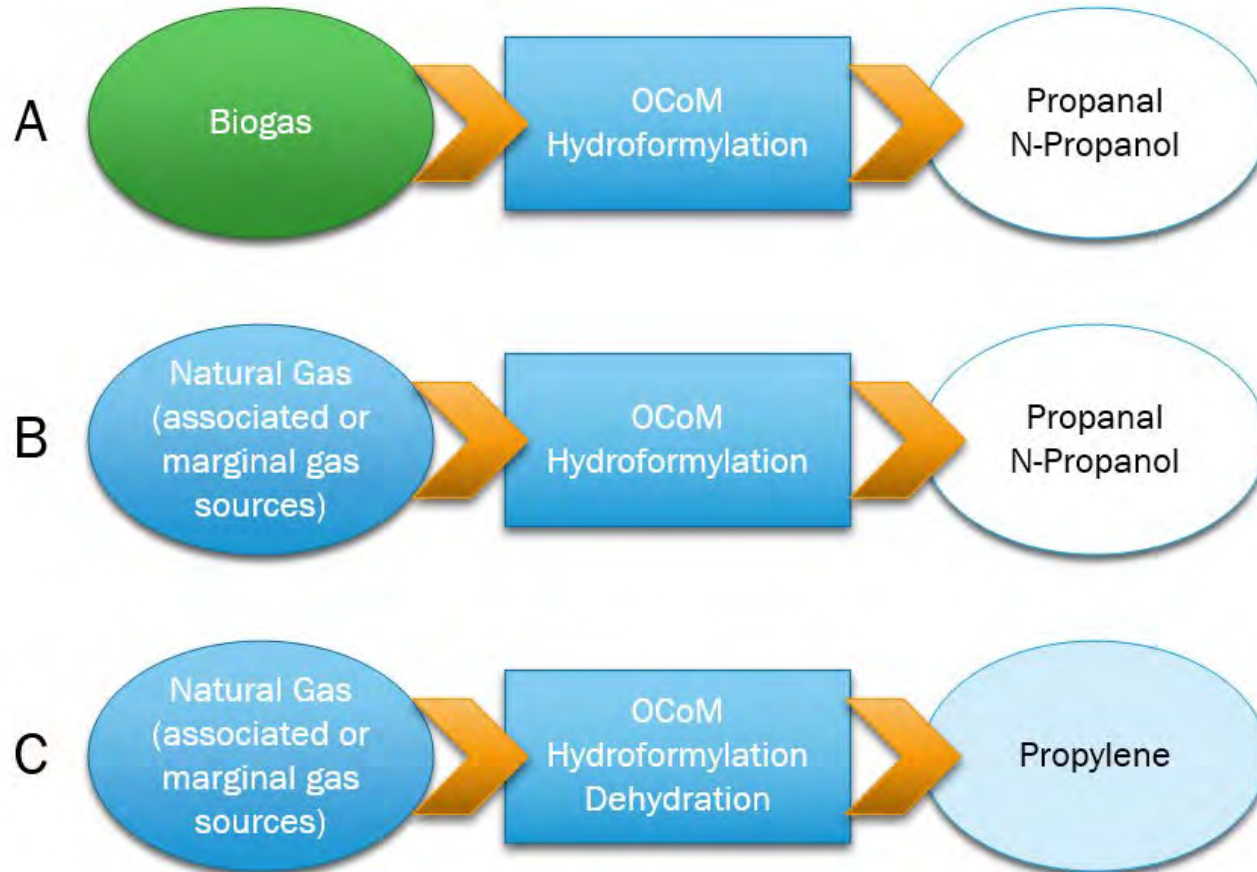 A
Biogas
OCoM
Hydroformylation
Propanal
N-Propanol
B
Natural Gas
(associated or
marginal gas
sources)
OCoM
Hydroformylation
Propanal
N-Propanol
C
Natural Gas
(associated or
marginal gas
sources)
OCoM
Hydroformylation
Dehydration
Propylene